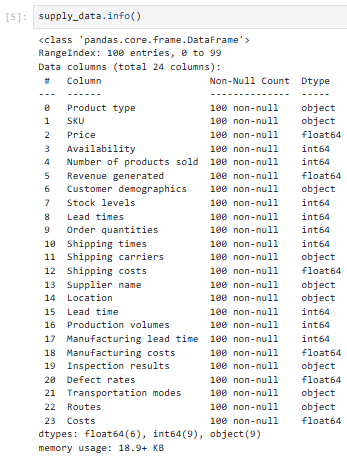 [5]: supply_data.info()
<class 'pandas.core.frame.DataFrame'>
RangeIndex: 100 entries, 0 to 99
Data columns (total 24 columns):
 #   Column                   Non-Null Count  Dtype
---  ------                   --------------  -----
 0   Product type             100 non-null    object
 1   SKU                      100 non-null    object
 2   Price                    100 non-null    float64
 3   Availability             100 non-null    int64
 4   Number of products sold  100 non-null    int64
 5   Revenue generated        100 non-null    float64
 6   Customer demographics    100 non-null    object
 7   Stock levels             100 non-null    int64
 8   Lead times               100 non-null    int64
 9   Order quantities         100 non-null    int64
 10  Shipping times           100 non-null    int64
 11  Shipping carriers        100 non-null    object
 12  Shipping costs           100 non-null    float64
 13  Supplier name            100 non-null    object
 14  Location                 100 non-null    object
 15  Lead time                100 non-null    int64
 16  Production volumes       100 non-null    int64
 17  Manufacturing lead time  100 non-null    int64
 18  Manufacturing costs      100 non-null    float64
 19  Inspection results       100 non-null    object
 20  Defect rates             100 non-null    float64
 21  Transportation modes     100 non-null    object
 22  Routes                   100 non-null    object
 23  Costs                    100 non-null    float64
dtypes: float64(6), int64(9), object(9)
memory usage: 18.9+ KB